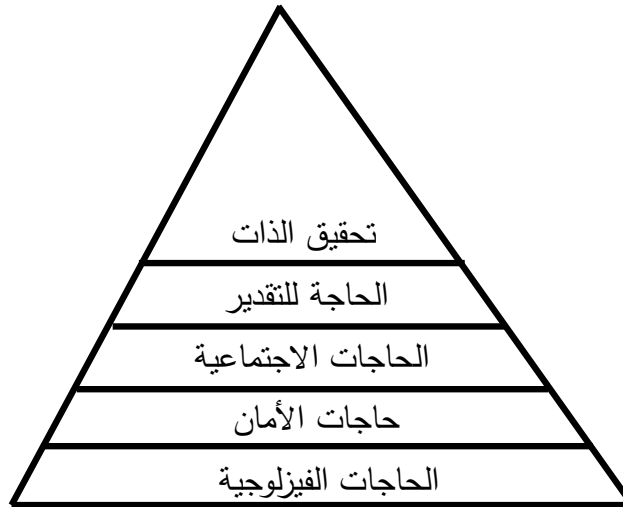 تحقيق الذات
الحاجة للتقدير
الحاجات الاجتماعية
حاجات الأمان
الحاجات الفيزلوجية